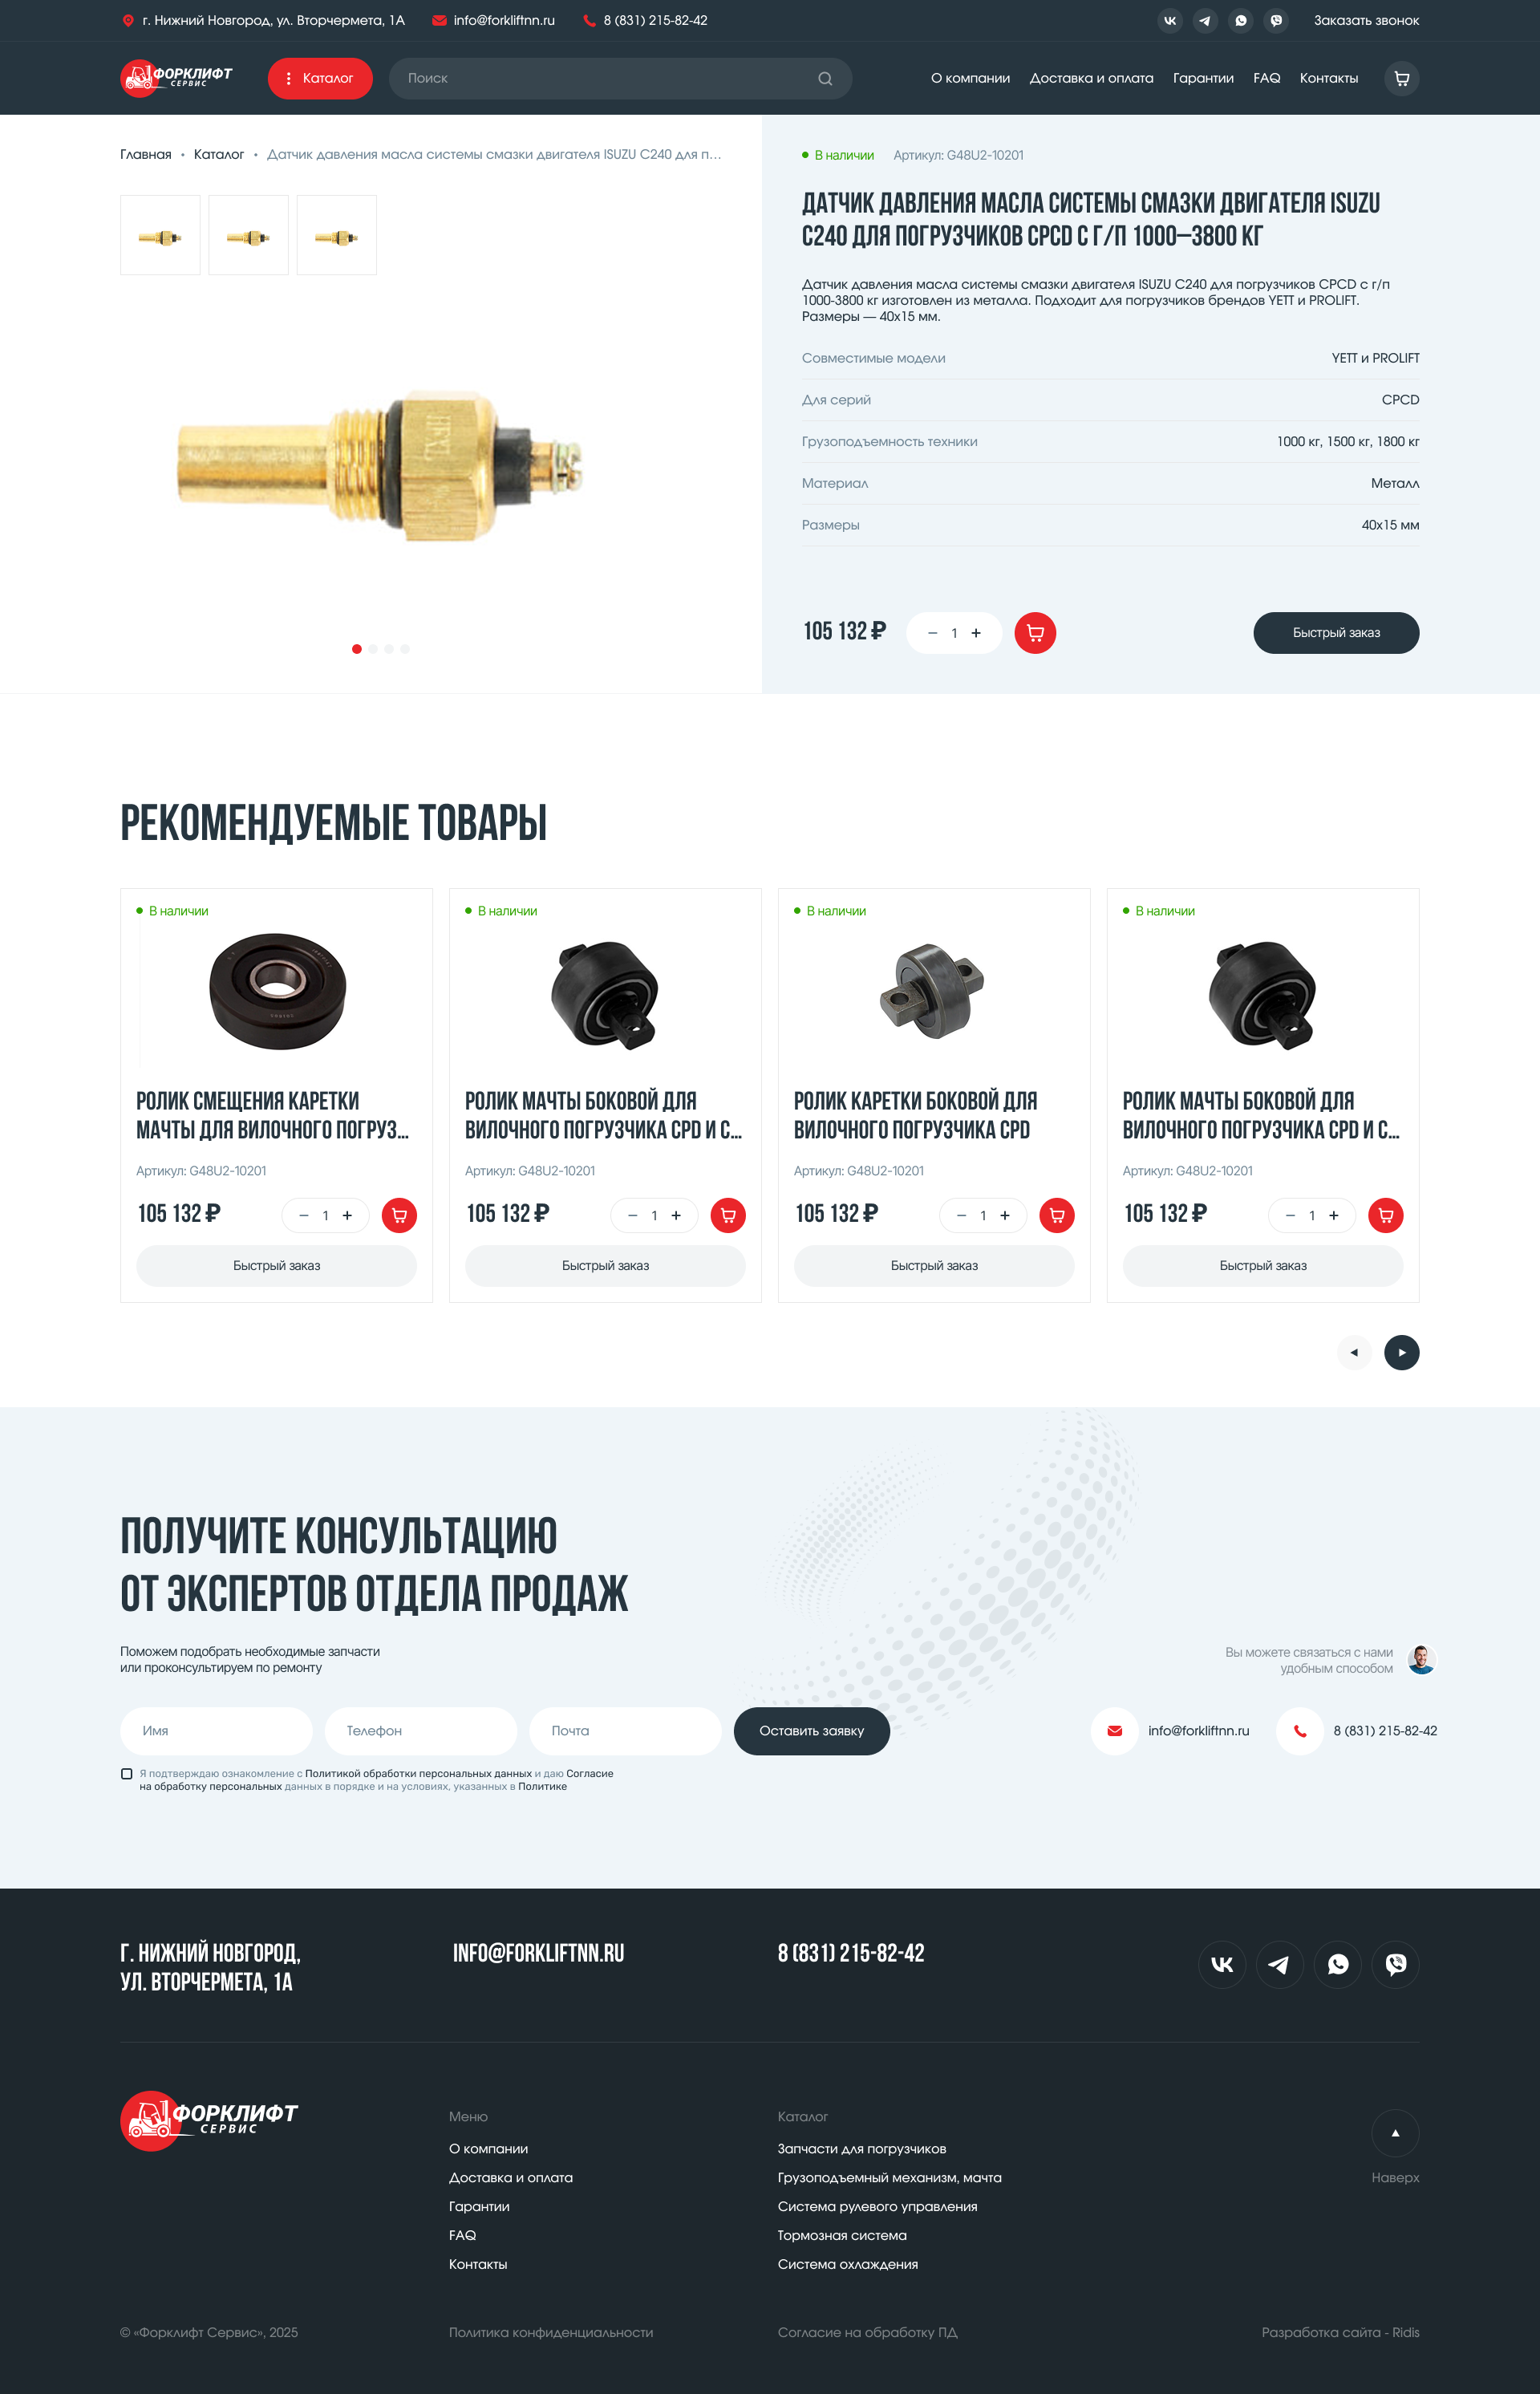 г. Нижний Новгород, ул. Вторчермета, 1А
info@forkliftnn.ru
8 (831) 215-82-42
Заказать звонок
ФОРКЛИФТ
СЕРВИС
Каталог
Поиск
О компании
Доставка и оплата
Гарантии
FAQ
Контакты
Главная • Каталог • Датчик давления масла системы смазки двигателя ISUZU C240 для п...
В наличии
Артикул: G48U2-10201
ДАТЧИК ДАВЛЕНИЯ МАСЛА СИСТЕМЫ СМАЗКИ ДВИГАТЕЛЯ ISUZU
C240 ДЛЯ ПОГРУЗЧИКОВ CPCD С Г/П 1000–3800 КГ
Датчик давления масла системы смазки двигателя ISUZU C240 для погрузчиков CPCD с г/п
1000-3800 кг изготовлен из металла. Подходит для погрузчиков брендов YETT и PROLIFT.
Размеры — 40х15 мм.
Совместимые модели
YETT и PROLIFT
Для серий
CPCD
Грузоподъемность техники
1000 кг, 1500 кг, 1800 кг
Материал
Металл
Размеры
40х15 мм
105 132 ₽
− 1 +
Быстрый заказ
РЕКОМЕНДУЕМЫЕ ТОВАРЫ
В наличии
РОЛИК СМЕЩЕНИЯ КАРЕТКИ
МАЧТЫ ДЛЯ ВИЛОЧНОГО ПОГРУЗ...
Артикул: G48U2-10201
105 132 ₽
− 1 +
Быстрый заказ
В наличии
РОЛИК МАЧТЫ БОКОВОЙ ДЛЯ
ВИЛОЧНОГО ПОГРУЗЧИКА CPD И C...
Артикул: G48U2-10201
105 132 ₽
− 1 +
Быстрый заказ
В наличии
РОЛИК КАРЕТКИ БОКОВОЙ ДЛЯ
ВИЛОЧНОГО ПОГРУЗЧИКА CPD
Артикул: G48U2-10201
105 132 ₽
− 1 +
Быстрый заказ
В наличии
РОЛИК МАЧТЫ БОКОВОЙ ДЛЯ
ВИЛОЧНОГО ПОГРУЗЧИКА CPD И C...
Артикул: G48U2-10201
105 132 ₽
− 1 +
Быстрый заказ
ПОЛУЧИТЕ КОНСУЛЬТАЦИЮ
ОТ ЭКСПЕРТОВ ОТДЕЛА ПРОДАЖ
Поможем подобрать необходимые запчасти
или проконсультируем по ремонту
Вы можете связаться с нами
удобным способом
Имя
Телефон
Почта
Оставить заявку
info@forkliftnn.ru
8 (831) 215-82-42
Я подтверждаю ознакомление с Политикой обработки персональных данных и даю Согласие
на обработку персональных данных в порядке и на условиях, указанных в Политике
Г. НИЖНИЙ НОВГОРОД,
УЛ. ВТОРЧЕРМЕТА, 1А
INFO@FORKLIFTNN.RU
8 (831) 215-82-42
ФОРКЛИФТ
СЕРВИС
Меню
О компании
Доставка и оплата
Гарантии
FAQ
Контакты
Каталог
Запчасти для погрузчиков
Грузоподъемный механизм, мачта
Система рулевого управления
Тормозная система
Система охлаждения
Наверх
© «Форклифт Сервис», 2025
Политика конфиденциальности
Согласие на обработку ПД
Разработка сайта - Ridis